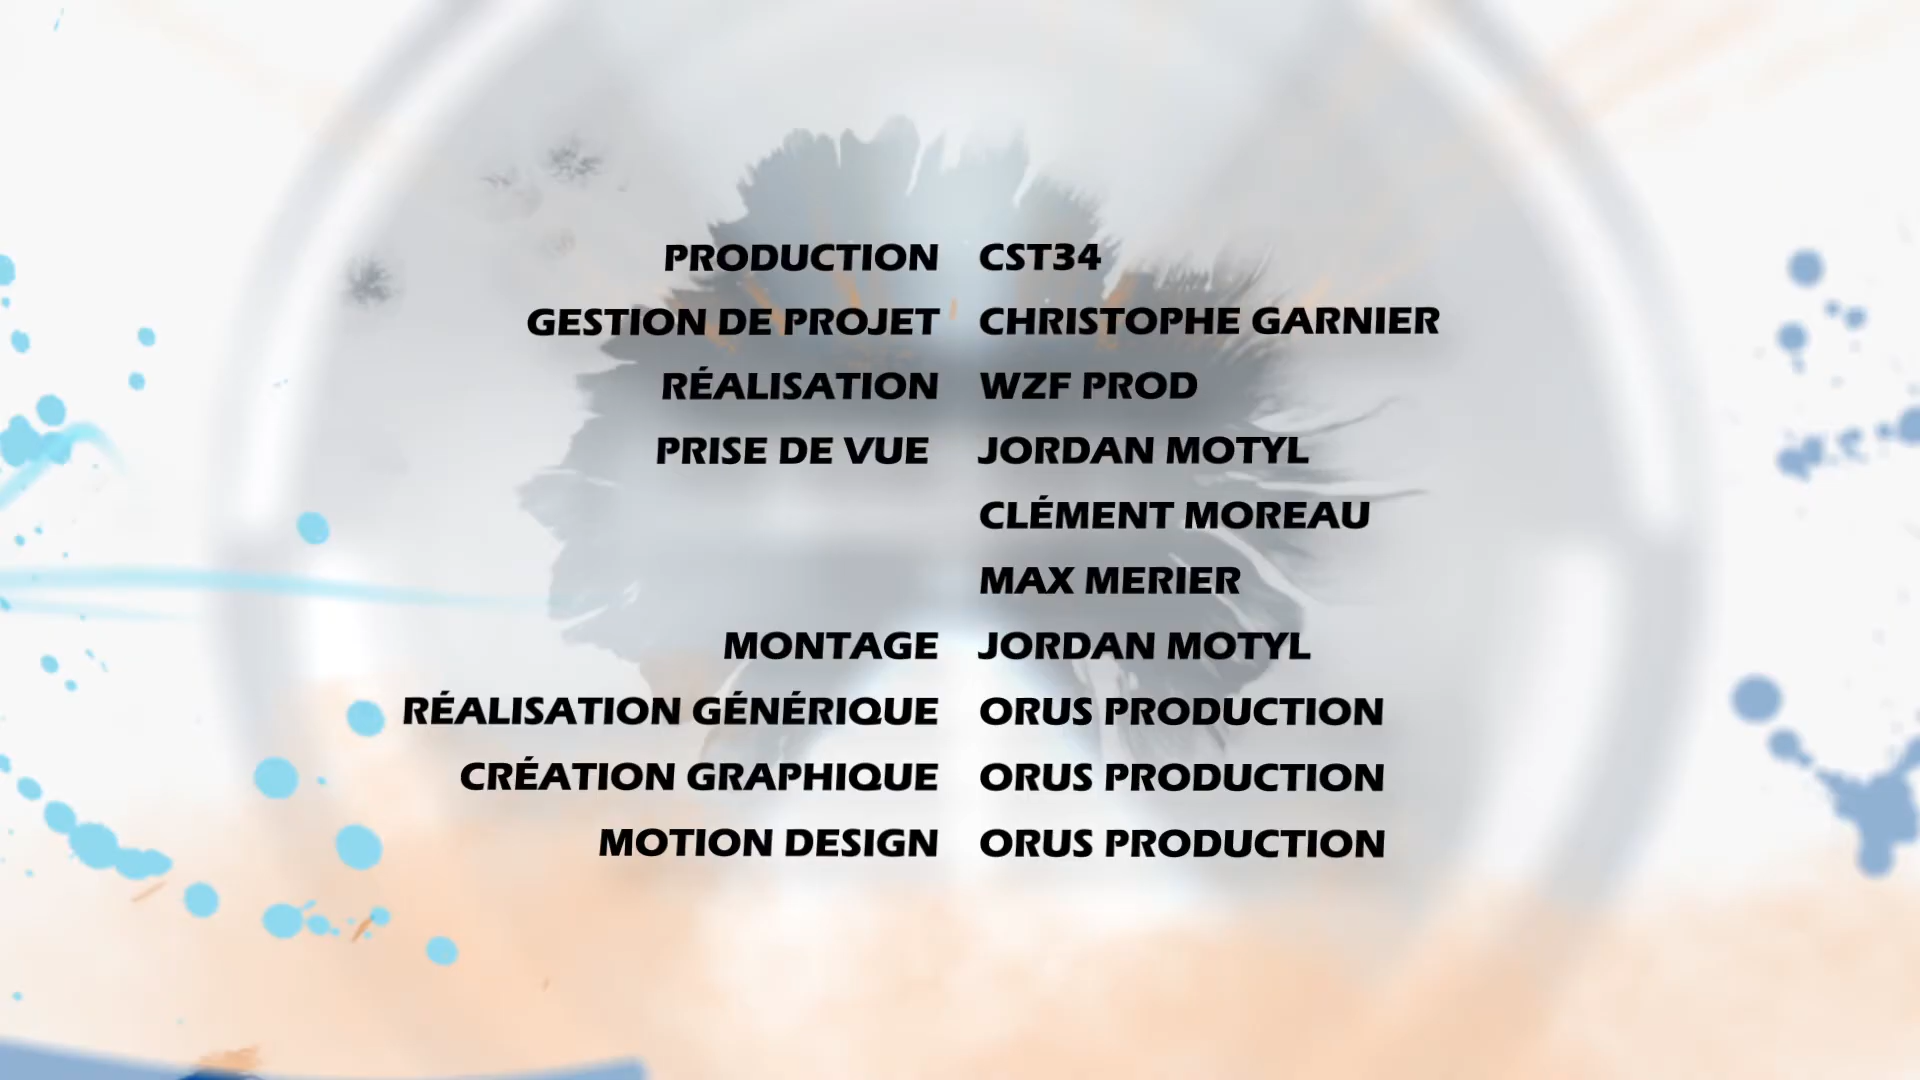 PRODUCTION CST34
GESTION DE PROJET CHRISTOPHE GARNIER
RÉALISATION WZF PROD
PRISE DE VUE JORDAN MOTYL
CLÉMENT MOREAU
MAX MERIER
MONTAGE JORDAN MOTYL
RÉALISATION GÉNÉRIQUE ORUS PRODUCTION
CRÉATION GRAPHIQUE ORUS PRODUCTION
MOTION DESIGN ORUS PRODUCTION